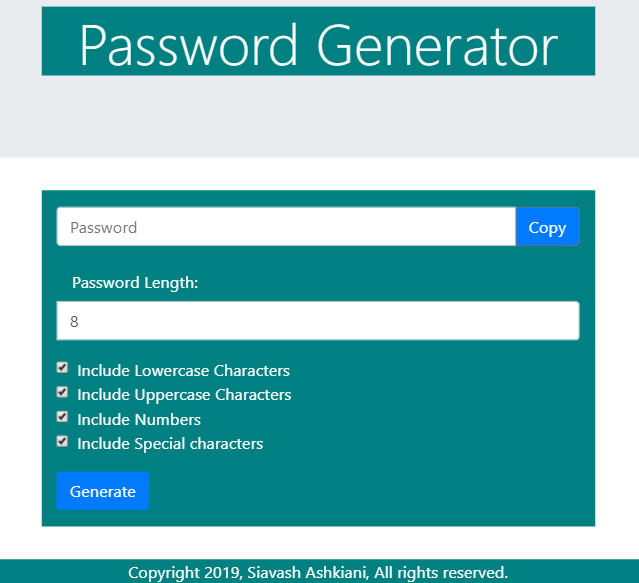 Password Generator
Password
Copy
Password Length:
8
Include Lowercase Characters
Include Uppercase Characters
Include Numbers
Include Special characters
Generate
Copyright 2019, Siavash Ashkiani, All rights reserved.